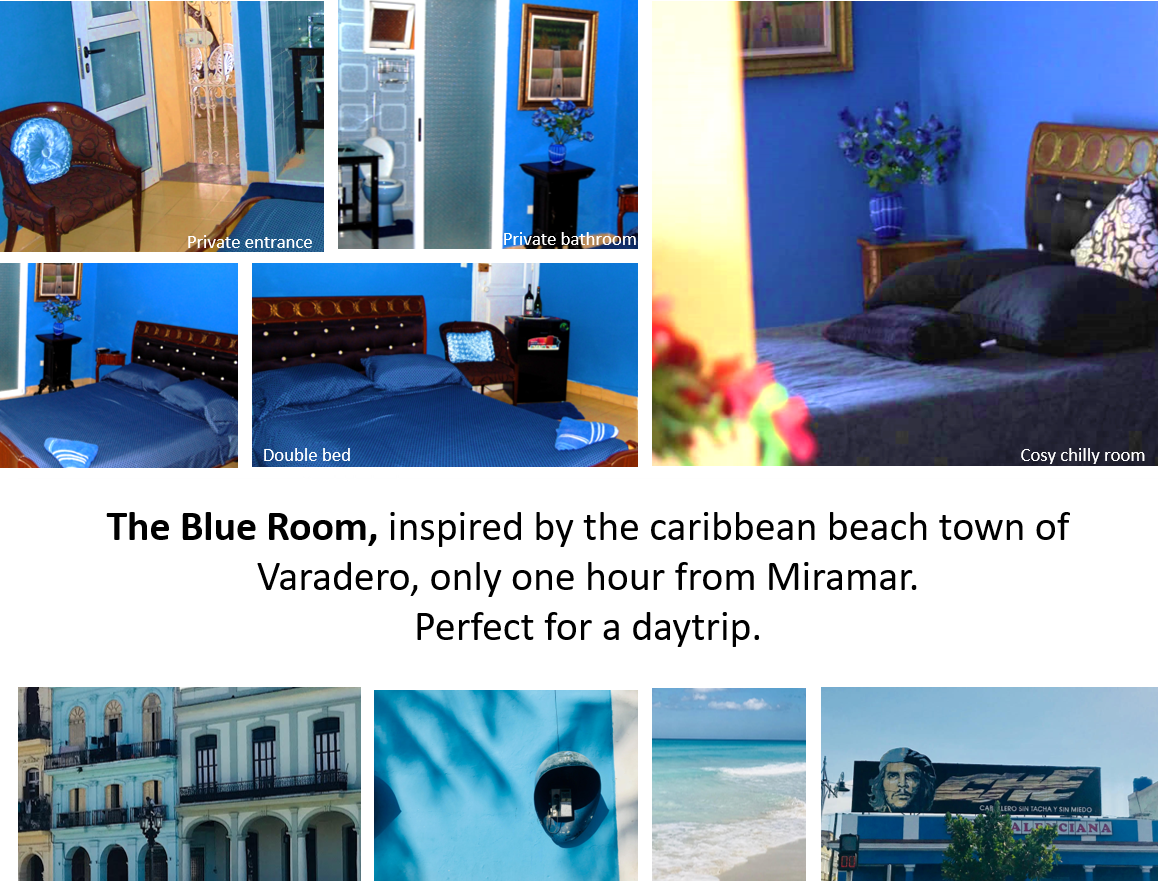 Private entrance
Private bathroom
Double bed
Cosy chilly room
The Blue Room, inspired by the caribbean beach town of
Varadero, only one hour from Miramar.
Perfect for a daytrip.
CHE
CABALLERO SIN TACHA Y SIN MIEDO
VALENCIANA